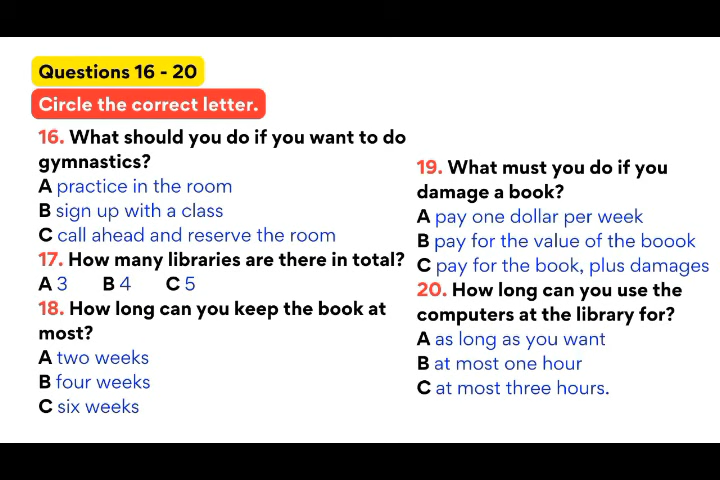 Questions 16 - 20
Circle the correct letter.
16. What should you do if you want to do
gymnastics?
A practice in the room
B sign up with a class
C call ahead and reserve the room
17. How many libraries are there in total?
A 3 B 4 C 5
18. How long can you keep the book at
most?
A two weeks
B four weeks
C six weeks
19. What must you do if you
damage a book?
A pay one dollar per week
B pay for the value of the boook
C pay for the book, plus damages
20. How long can you use the
computers at the library for?
A as long as you want
B at most one hour
C at most three hours.